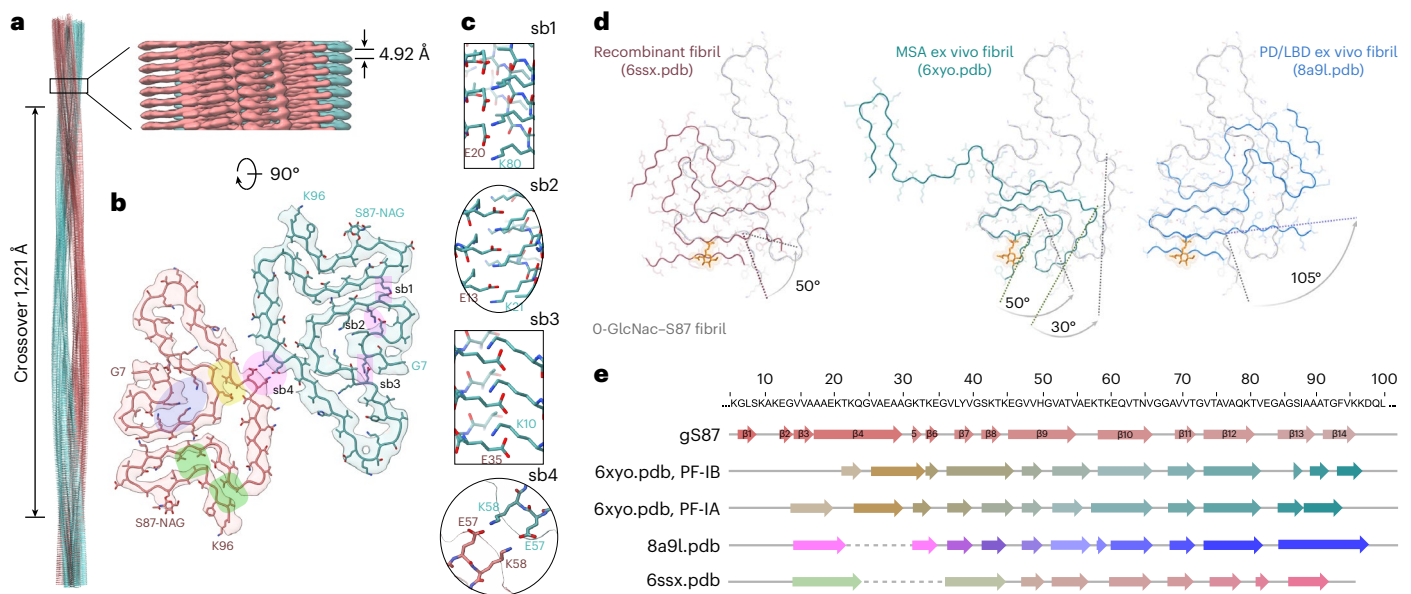 a
4.92 Å
Crossover 1,221 Å
90°
b
K96
S87-NAG
sb1
sb2
G7
sb3
sb4
G7
S87-NAG
K96
c
sb1
E20
K80
sb2
E13
K21
sb3
K10
E35
sb4
K58
E57
E57
K58
d
Recombinant fibril
(6ssx.pdb)
MSA ex vivo fibril
(6xyo.pdb)
PD/LBD ex vivo fibril
(8a9l.pdb)
50°
50°
30°
105°
O-GlcNac–S87 fibril
e
10 20 30 40 50 60 70 80 90 100
...KGLSKAKEGVVAAAEKTKQGVAEAAGKTKEGVLYVGSKTKEGVVHGVATVAEKTKEQVTNVGGAVVTGVTAVAQKTVEGAGSIAAATGFVKKDQL...
gS87 β1 β2 β3 β4 5 β6 β7 β8 β9 β10 β11 β12 β13 β14
6xyo.pdb, PF-IB
6xyo.pdb, PF-IA
8a9l.pdb
6ssx.pdb